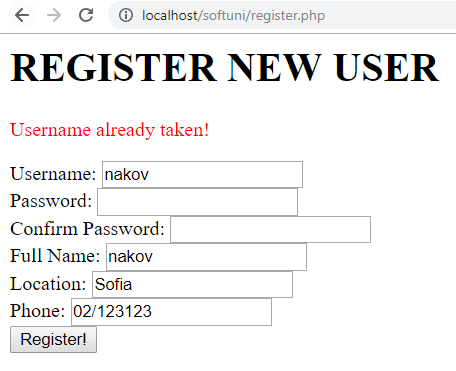 localhost/softuni/register.php
REGISTER NEW USER
Username already taken!
Username: nakov
Password:
Confirm Password:
Full Name: nakov
Location: Sofia
Phone: 02/123123
Register!